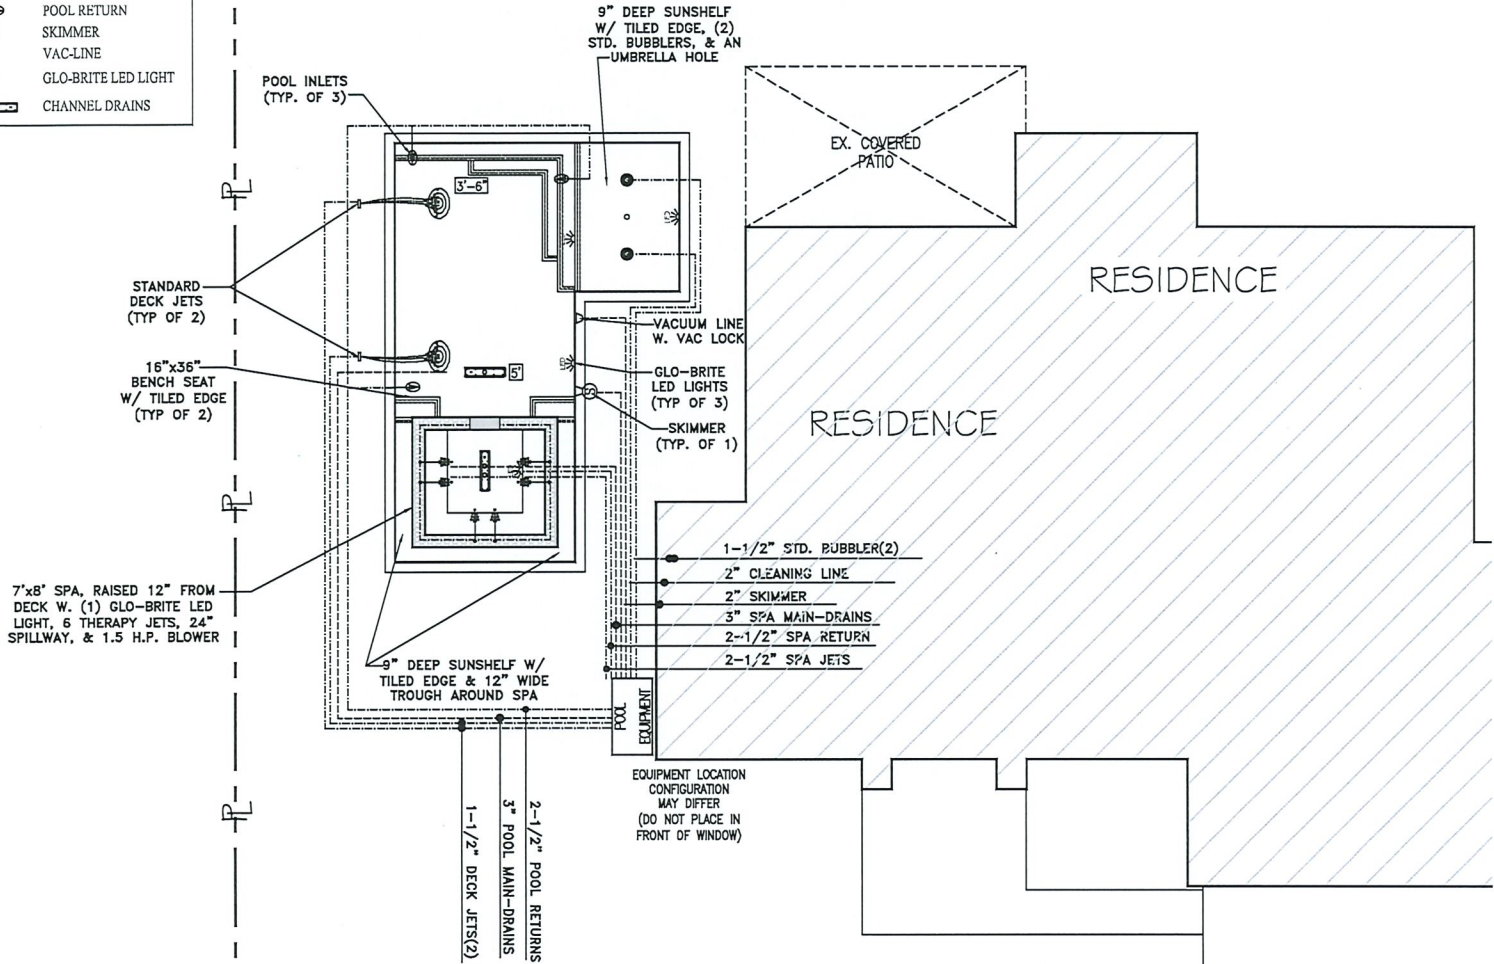 POOL RETURN
SKIMMER
VAC-LINE
GLO-BRITE LED LIGHT
CHANNEL DRAINS
9" DEEP SUNSHELF
W/ TILED EDGE, (2)
STD. BUBBLERS, & AN
UMBRELLA HOLE
POOL INLETS
(TYP. OF 3)
EX. COVERED
PATIO
PL
3'-6"
LED
LED
RESIDENCE
STANDARD
DECK JETS
(TYP OF 2)
VACUUM LINE
W. VAC LOCK
16"x36"
BENCH SEAT
W/ TILED EDGE
(TYP OF 2)
5'
LED
GLO-BRITE
LED LIGHTS
(TYP OF 3)
S
SKIMMER
(TYP. OF 1)
RESIDENCE
PL
7'x8' SPA, RAISED 12" FROM
DECK W. (1) GLO-BRITE LED
LIGHT, 6 THERAPY JETS, 24"
SPILLWAY, & 1.5 H.P. BLOWER
1-1/2" STD. BUBBLER(2)
2" CLEANING LINE
2" SKIMMER
3" SPA MAIN-DRAINS
2-1/2" SPA RETURN
2-1/2" SPA JETS
9" DEEP SUNSHELF W/
TILED EDGE & 12" WIDE
TROUGH AROUND SPA
POOL
EQUIPMENT
EQUIPMENT LOCATION
CONFIGURATION
MAY DIFFER
(DO NOT PLACE IN
FRONT OF WINDOW)
PL
1-1/2" DECK JETS(2)
3" POOL MAIN-DRAINS
2-1/2" POOL RETURNS